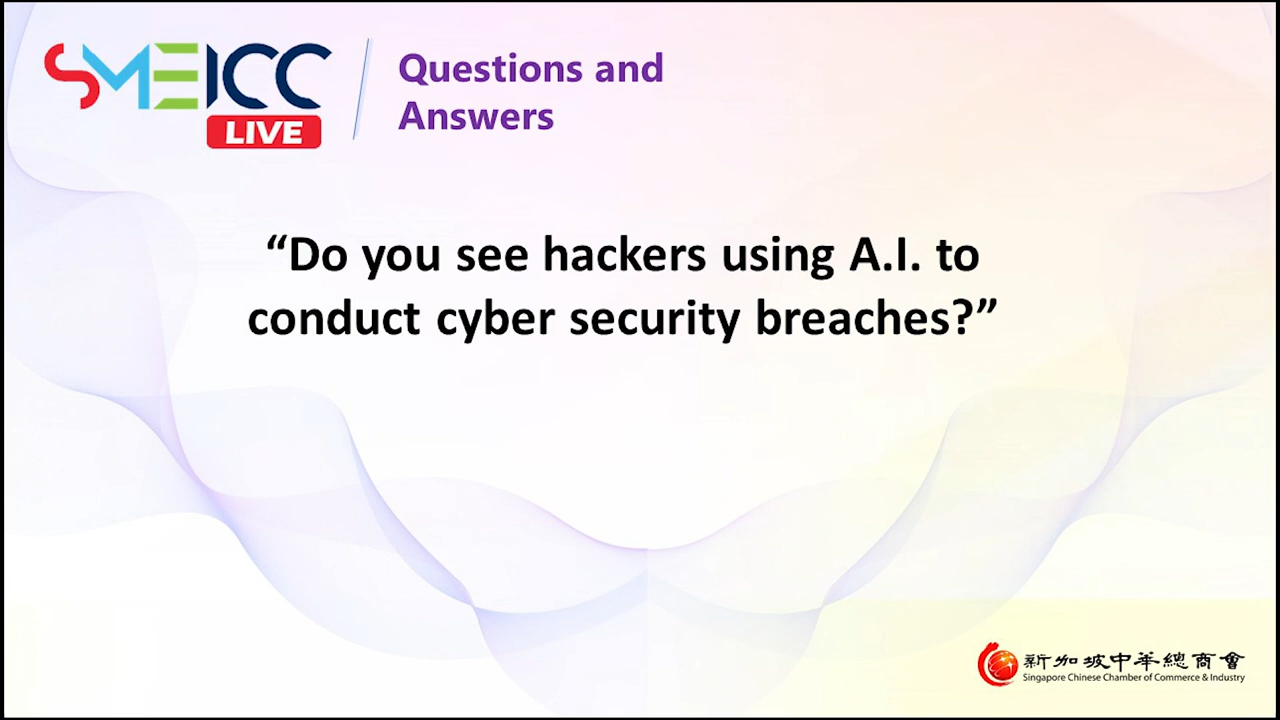 SMEICC
LIVE
Questions and
Answers
“Do you see hackers using A.I. to
conduct cyber security breaches?”
新加坡中華總商會
Singapore Chinese Chamber of Commerce & Industry